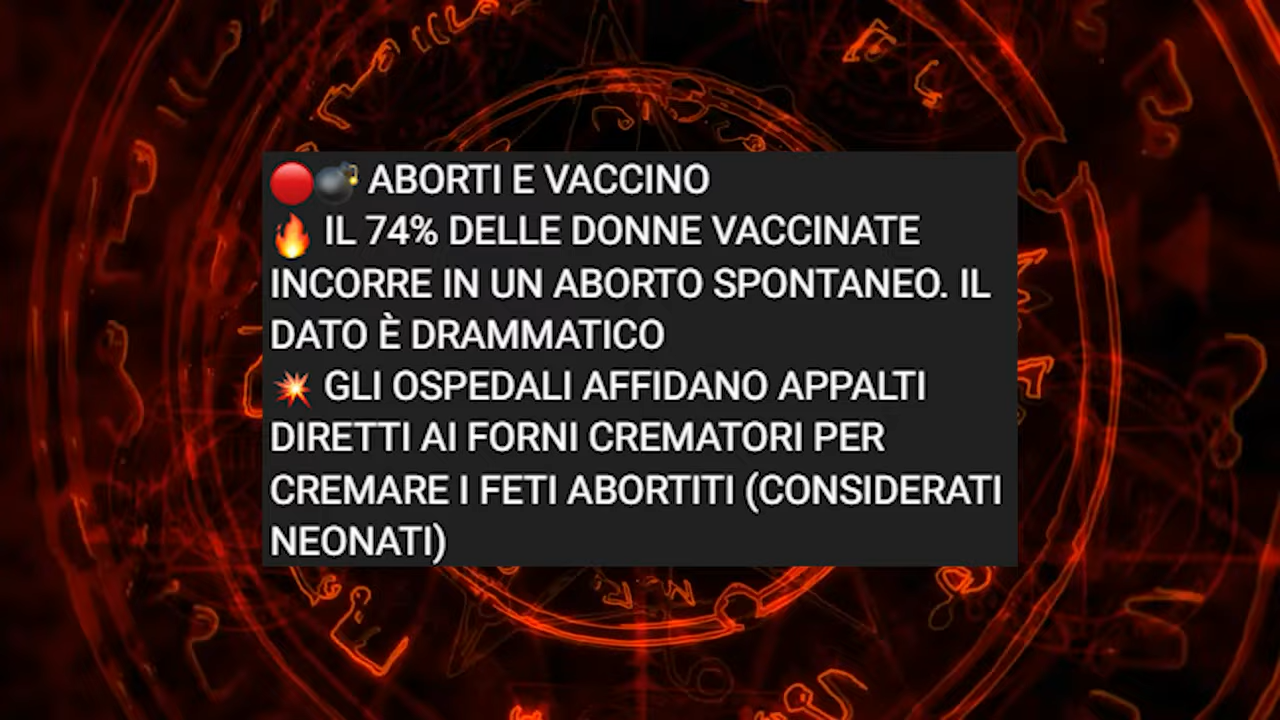 🔴💣 ABORTI E VACCINO
🔥 IL 74% DELLE DONNE VACCINATE
INCORRE IN UN ABORTO SPONTANEO. IL
DATO È DRAMMATICO
💥 GLI OSPEDALI AFFIDANO APPALTI
DIRETTI AI FORNI CREMATORI PER
CREMARE I FETI ABORTITI (CONSIDERATI
NEONATI)